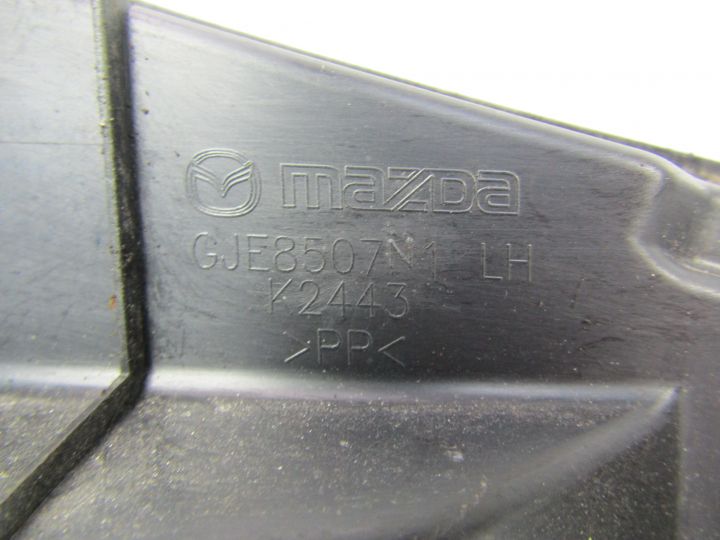 mazda
GJE8507N1 LH
K2443
>PP<